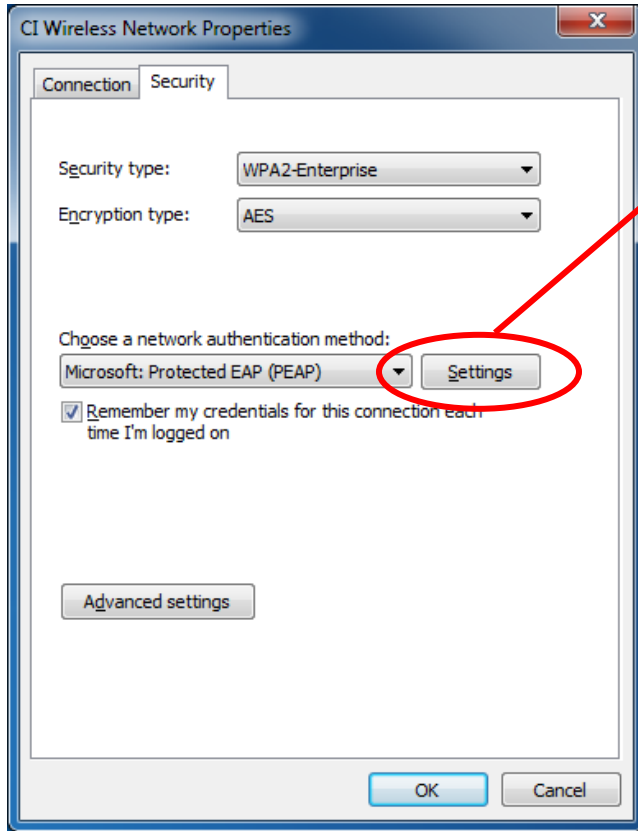 CI Wireless Network Properties
Connection Security
Security type: WPA2-Enterprise
Encryption type: AES
Choose a network authentication method:
Microsoft: Protected EAP (PEAP) Settings
Remember my credentials for this connection each
time I'm logged on
Advanced settings
OK Cancel